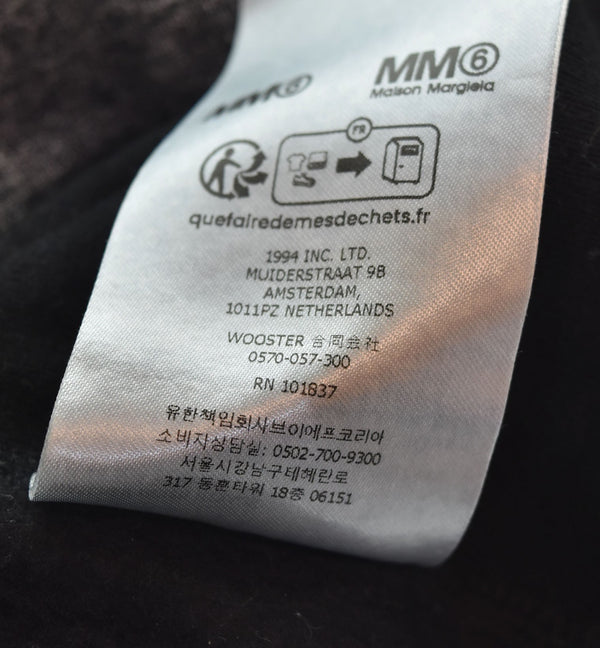 MM⑥
MM⑥
Maison Margiela
FR
quefairedemesdechets.fr
1994 INC. LTD.
MUIDERSTRAAT 9B
AMSTERDAM,
1011PZ NETHERLANDS
WOOSTER 合同会社
0570-057-300
RN 101837
유한책임회사브이에프코리아
소비자상담실: 0502-700-9300
서울시강남구테헤란로
317 동훈타워 18층 06151